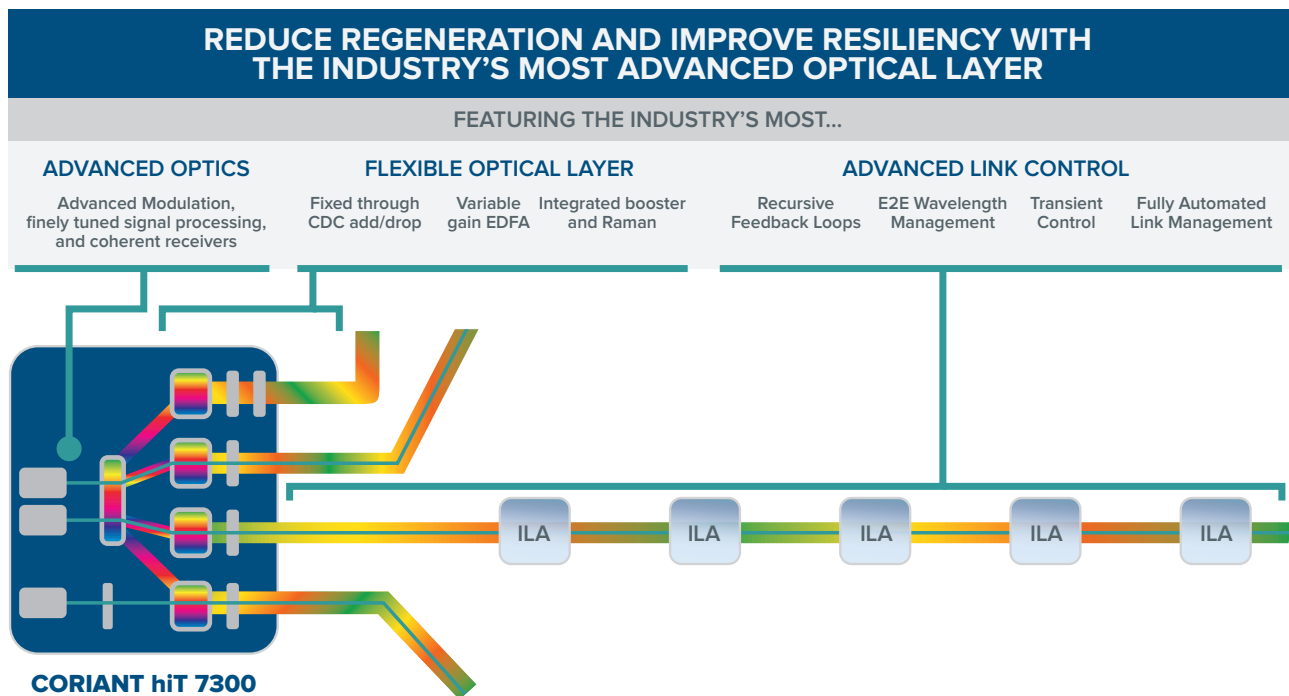 REDUCE REGENERATION AND IMPROVE RESILIENCY WITH
THE INDUSTRY'S MOST ADVANCED OPTICAL LAYER
FEATURING THE INDUSTRY'S MOST...
ADVANCED OPTICS
Advanced Modulation,
finely tuned signal processing,
and coherent receivers
FLEXIBLE OPTICAL LAYER
Fixed through
CDC add/drop
Variable
gain EDFA
Integrated booster
and Raman
ADVANCED LINK CONTROL
Recursive
Feedback Loops
E2E Wavelength
Management
Transient
Control
Fully Automated
Link Management
ILA
ILA
ILA
ILA
ILA
CORIANT hiT 7300